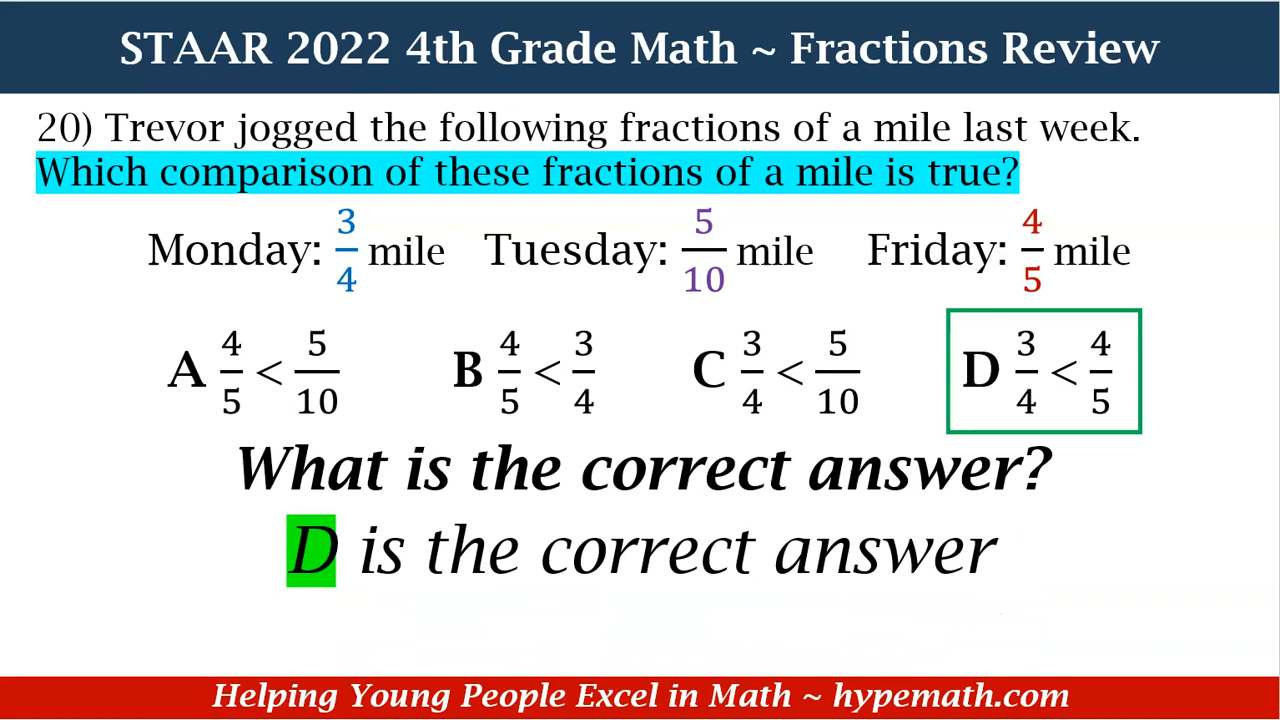 STAAR 2022 4th Grade Math ~ Fractions Review
20) Trevor jogged the following fractions of a mile last week.
Which comparison of these fractions of a mile is true?
Monday: 3/4 mile Tuesday: 5/10 mile Friday: 4/5 mile
A 4/5 < 5/10 B 4/5 < 3/4 C 3/4 < 5/10 D 3/4 < 4/5
What is the correct answer?
D is the correct answer
Helping Young People Excel in Math ~ hypemath.com